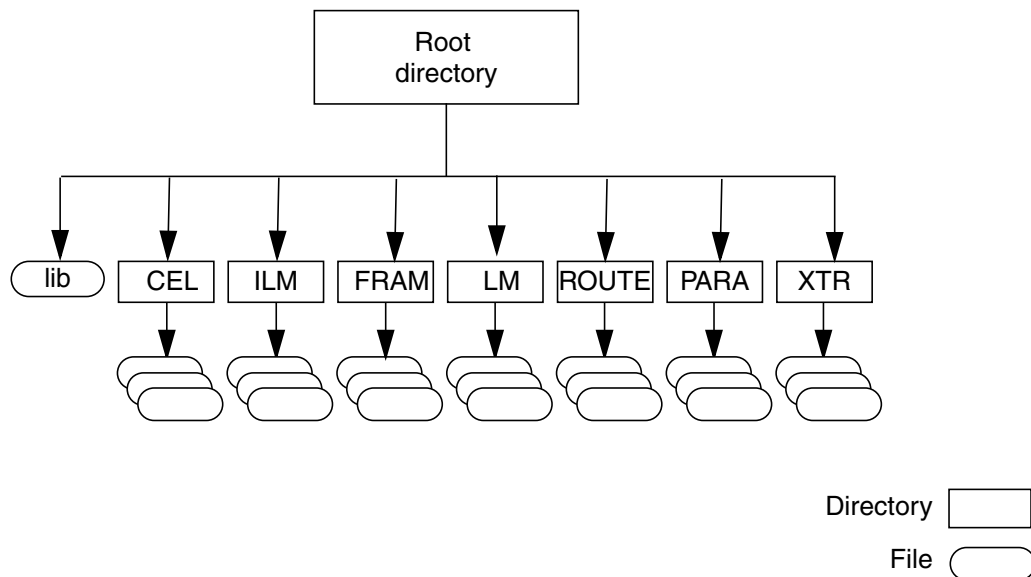 Root
directory
lib
CEL
ILM
FRAM
LM
ROUTE
PARA
XTR
Directory
File